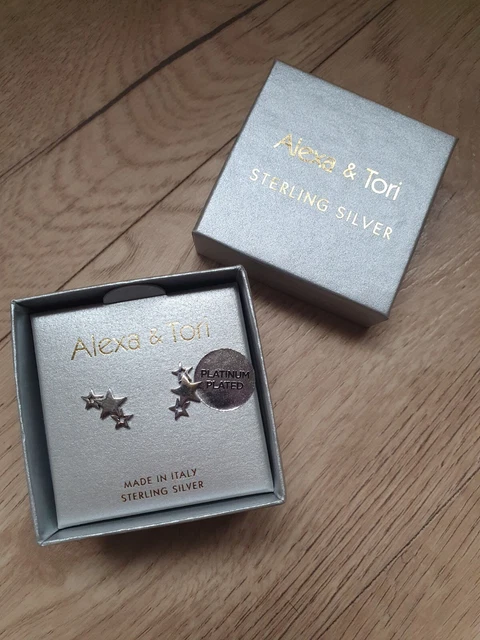 Alexa & Tori
STERLING SILVER
Alexa & Tori
PLATINUM
PLATED
MADE IN ITALY
STERLING SILVER